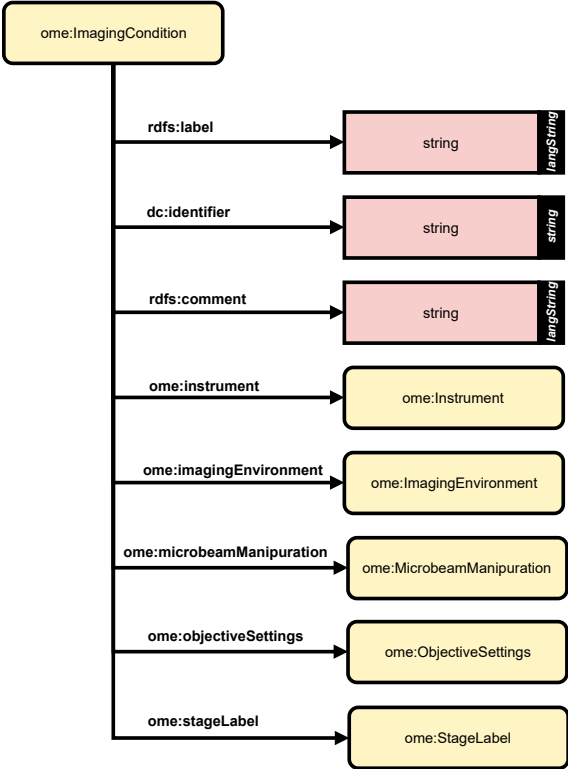 ome:ImagingCondition
rdfs:label
string
langString
dc:identifier
string
string
rdfs:comment
string
langString
ome:instrument
ome:Instrument
ome:imagingEnvironment
ome:ImagingEnvironment
ome:microbeamManipuration
ome:MicrobeamManipuration
ome:objectiveSettings
ome:ObjectiveSettings
ome:stageLabel
ome:StageLabel